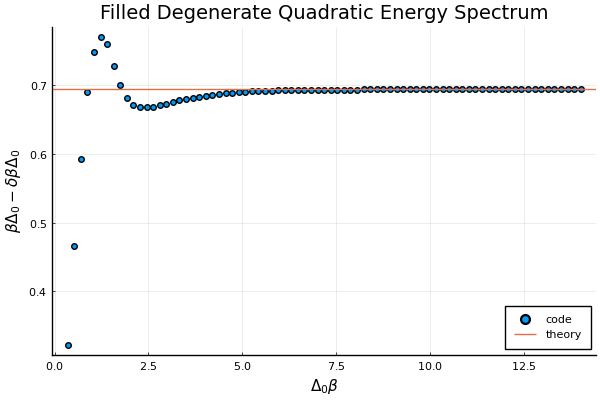 Filled Degenerate Quadratic Energy Spectrum
βΔ₀ − δβΔ₀
0.7
0.6
0.5
0.4
code
theory
0.0 2.5 5.0 7.5 10.0 12.5
Δ₀β